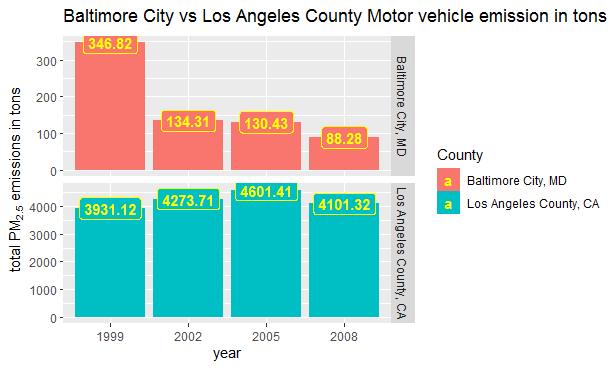 Baltimore City vs Los Angeles County Motor vehicle emission in tons
total PM2.5 emissions in tons
300
200
100
0
346.82
134.31
130.43
88.28
Baltimore City, MD
4000
3000
2000
1000
0
3931.12
4273.71
4601.41
4101.32
Los Angeles County, CA
1999
2002
2005
2008
year
County
a Baltimore City, MD
a Los Angeles County, CA